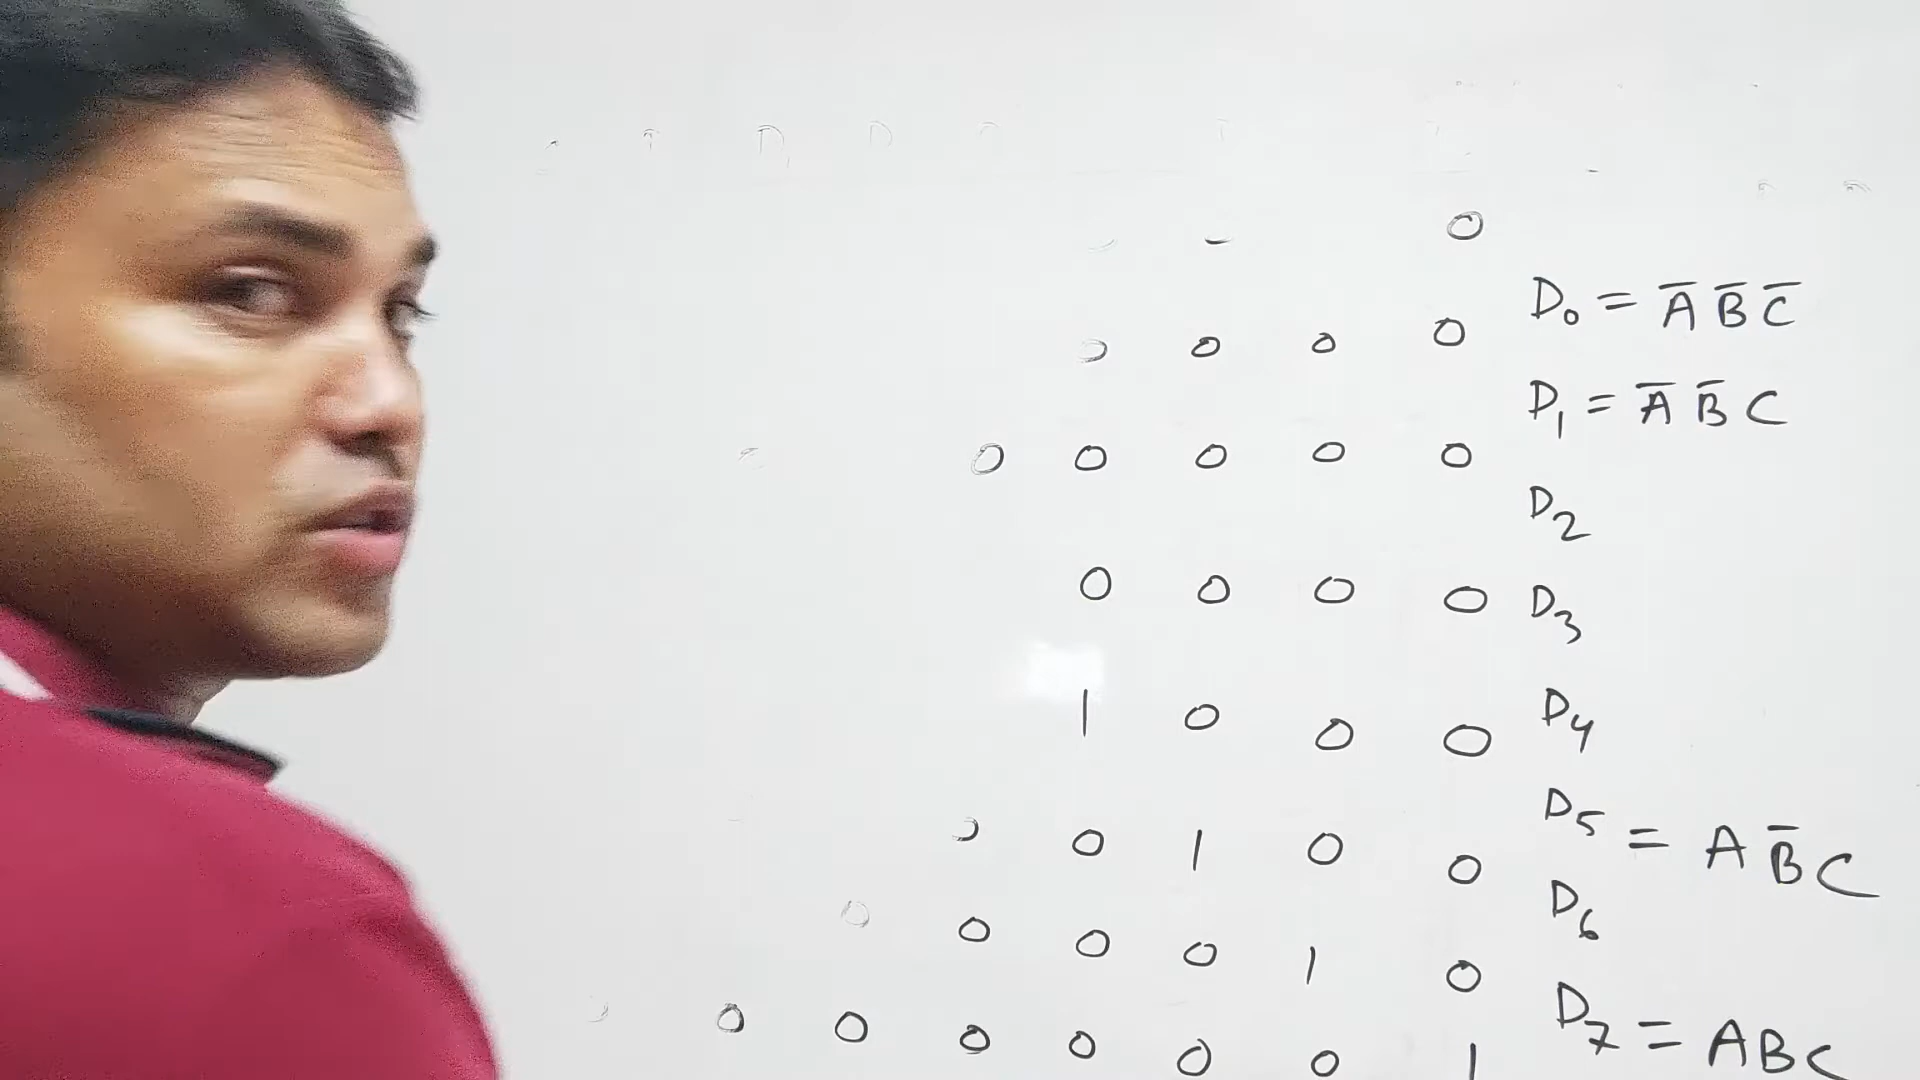 0
0 0 0 D₀ = A̅ B̅ C̅
D₁ = A̅ B̅ C
0 0 0 0 0
D₂
0 0 0 0 D₃
1 0 0 0 D₄
0 1 0 0 D₅ = A B̅ C
0 0 0 0 1 0 D₆
0 0 0 0 0 0 1 D₇ = A B C